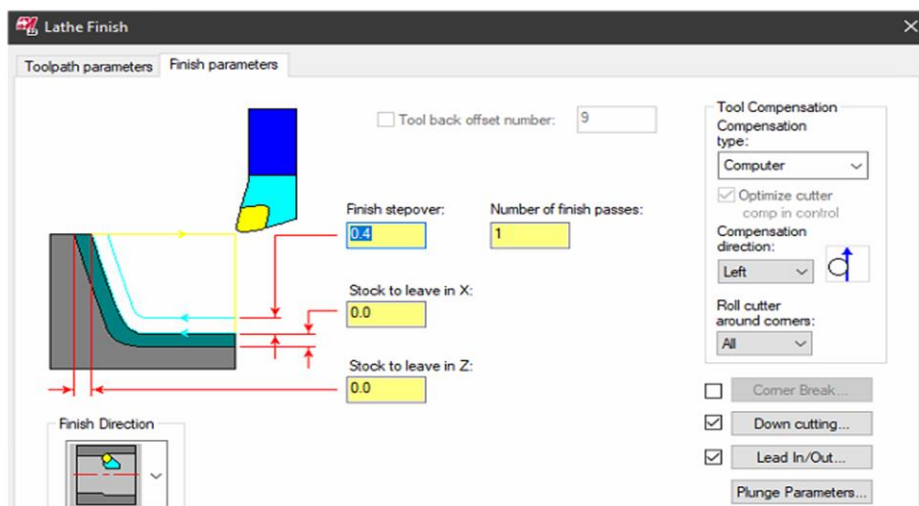 Lathe Finish
Toolpath parameters
Finish parameters
Tool back offset number:
9
Finish stepover:
0.4
Number of finish passes:
1
Stock to leave in X:
0.0
Stock to leave in Z:
0.0
Finish Direction
Tool Compensation
Compensation
type:
Computer
Optimize cutter
comp in control
Compensation
direction:
Left
Roll cutter
around corners:
All
Corner Break...
Down cutting...
Lead In/Out...
Plunge Parameters...